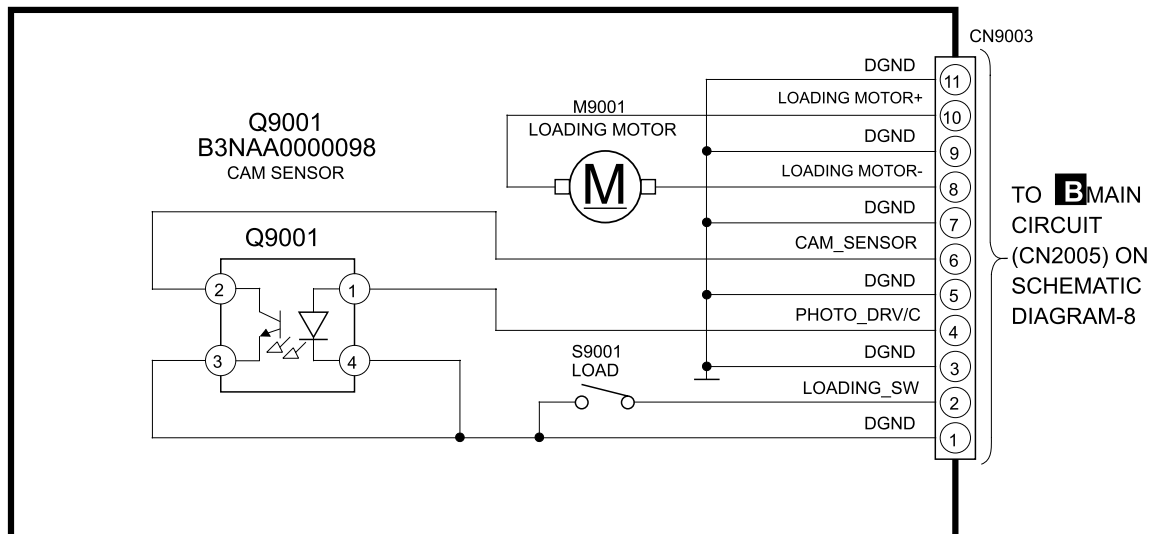 CN9003
DGND
11
LOADING MOTOR+
10
DGND
9
LOADING MOTOR-
8
DGND
7
CAM_SENSOR
6
DGND
5
PHOTO_DRV/C
4
DGND
3
LOADING_SW
2
DGND
1
M9001
LOADING MOTOR
M
Q9001
B3NAA0000098
CAM SENSOR
Q9001
2
1
3
4
S9001
LOAD
TO B MAIN
CIRCUIT
(CN2005) ON
SCHEMATIC
DIAGRAM-8